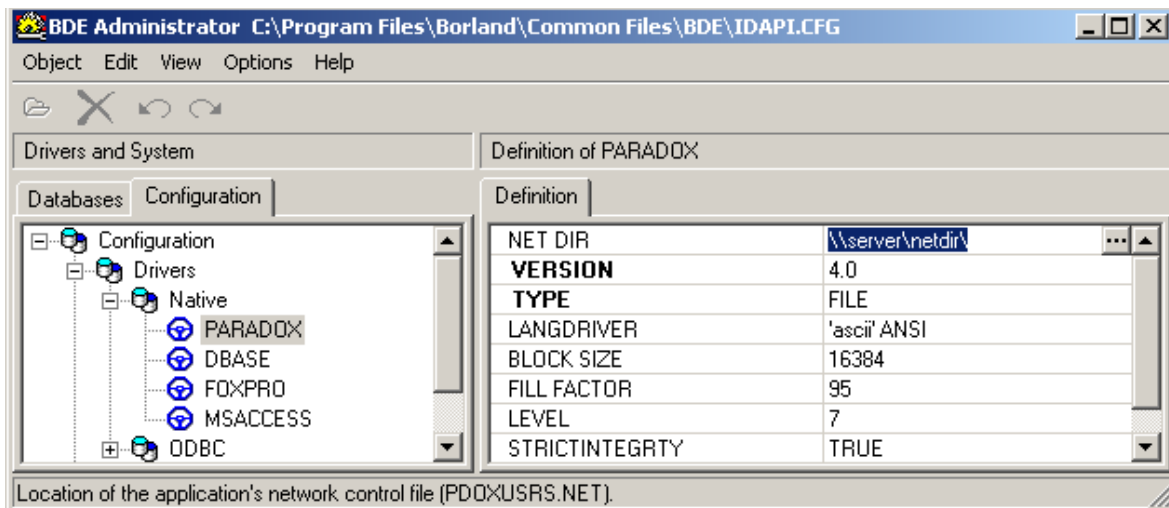 BDE Administrator C:\Program Files\Borland\Common Files\BDE\IDAPI.CFG
Object Edit View Options Help
Drivers and System
Definition of PARADOX
Databases Configuration
Definition
Configuration
Drivers
Native
PARADOX
DBASE
FOXPRO
MSACCESS
ODBC
NET DIR \\server\netdir\ ...
VERSION 4.0
TYPE FILE
LANGDRIVER 'ascii' ANSI
BLOCK SIZE 16384
FILL FACTOR 95
LEVEL 7
STRICTINTEGRTY TRUE
Location of the application's network control file (PDOXUSRS.NET).